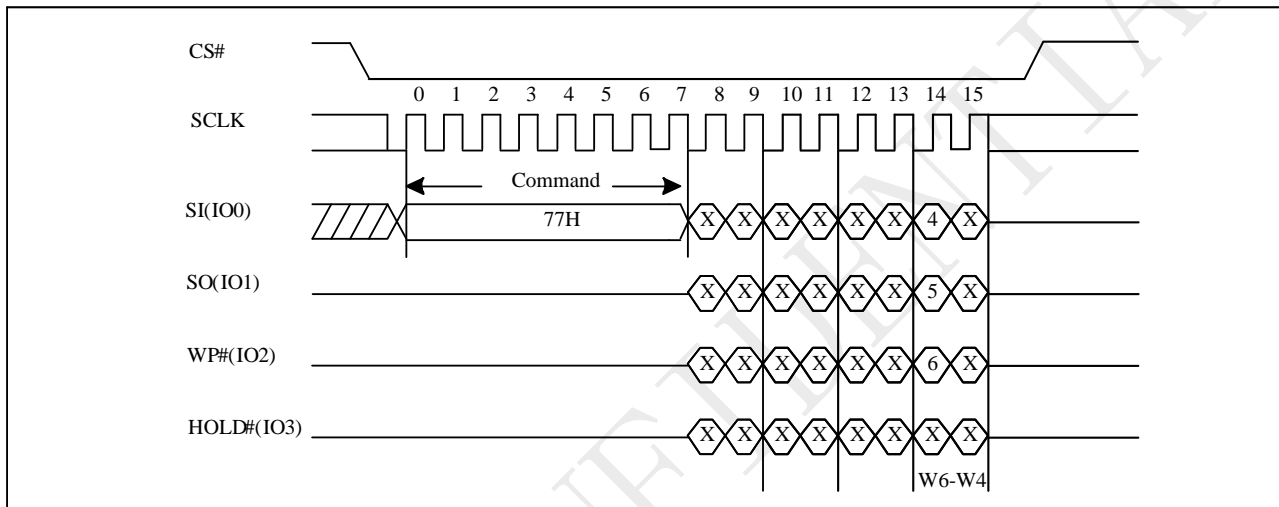 CS#
0 1 2 3 4 5 6 7 8 9 10 11 12 13 14 15
SCLK
Command
SI(IO0) 77H X X X X X X 4 X
SO(IO1) X X X X X X 5 X
WP#(IO2) X X X X X X 6 X
HOLD#(IO3) X X X X X X X X
W6-W4